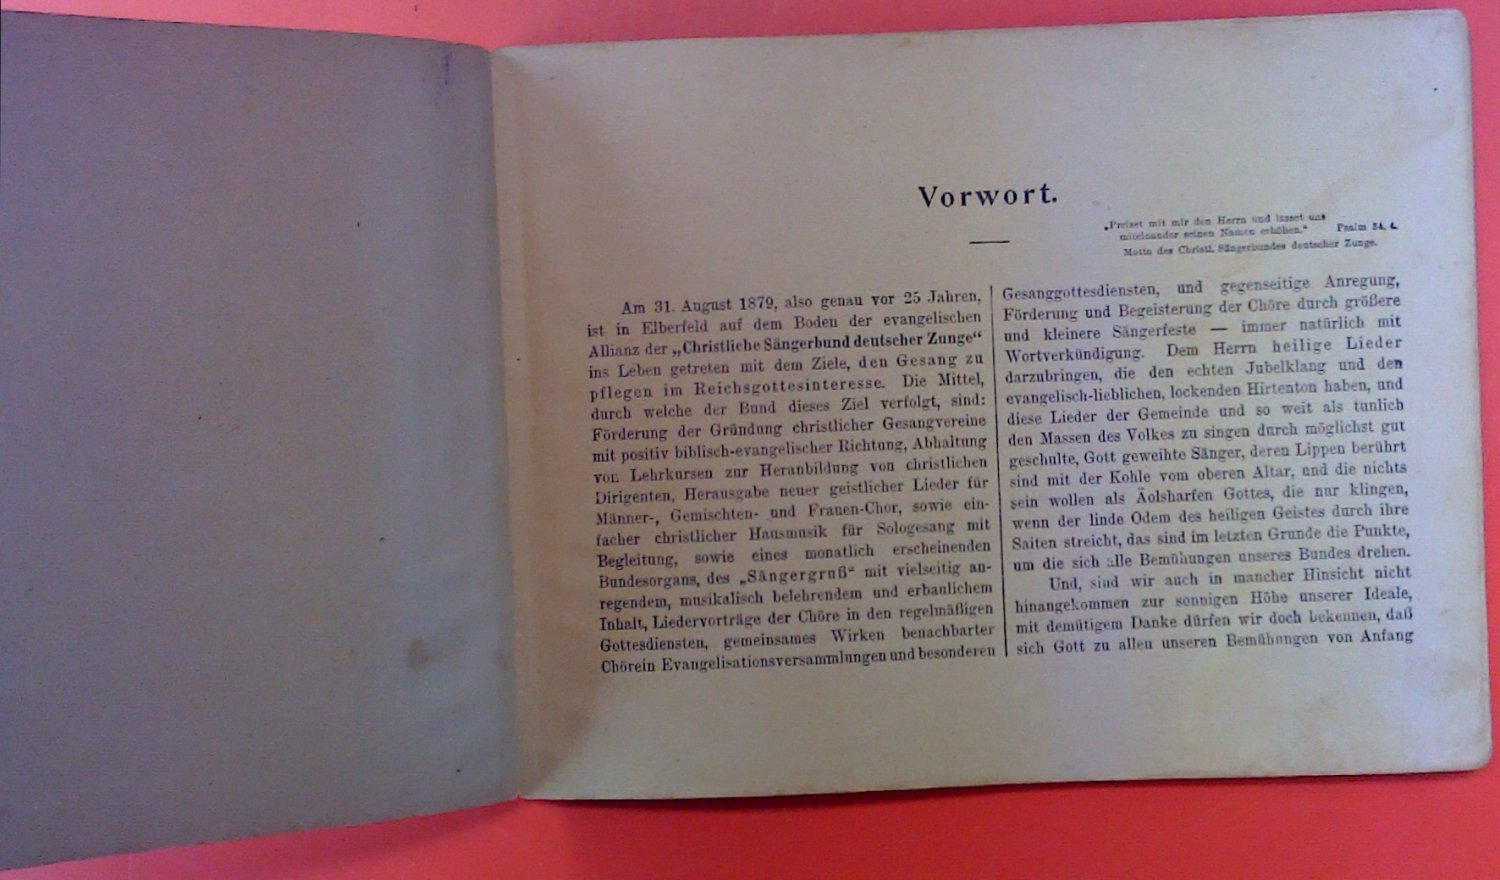 Vorwort.
„Preiset mit mir den Herrn und lasset uns
miteinander seinen Namen erhöhen.“ Psalm 34, 4.
Motto des Christl. Sängerbundes deutscher Zunge.
Am 31. August 1879, also genau vor 25 Jahren,
ist in Elberfeld auf dem Boden der evangelischen
Allianz der „Christliche Sängerbund deutscher Zunge“
ins Leben getreten mit dem Ziele, den Gesang zu
pflegen im Reichsgottesinteresse. Die Mittel,
durch welche der Bund dieses Ziel verfolgt, sind:
Förderung der Gründung christlicher Gesangvereine
mit positiv biblisch-evangelischer Richtung, Abhaltung
von Lehrkursen zur Heranbildung von christlichen
Dirigenten, Herausgabe neuer geistlicher Lieder für
Männer-, Gemischten- und Frauen-Chor, sowie ein-
facher christlicher Hausmusik für Sologesang mit
Begleitung, sowie eines monatlich erscheinenden
Bundesorgans, des „Sängergruß“ mit vielseitig an-
regendem, musikalisch belehrendem und erbaulichem
Inhalt, Liedervorträge der Chöre in den regelmäßigen
Gottesdiensten, gemeinsames Wirken benachbarter
Chörein Evangelisationsversammlungen und besonderen
Gesanggottesdiensten, und gegenseitige Anregung,
Förderung und Begeisterung der Chöre durch größere
und kleinere Sängerfeste — immer natürlich mit
Wortverkündigung. Dem Herrn heilige Lieder
darzubringen, die den echten Jubelklang und den
evangelisch-lieblichen, lockenden Hirtenton haben, und
diese Lieder der Gemeinde und so weit als tunlich
den Massen des Volkes zu singen durch möglichst gut
geschulte, Gott geweihte Sänger, deren Lippen berührt
sind mit der Kohle vom oberen Altar, und die nichts
sein wollen als Äolsharfen Gottes, die nur klingen,
wenn der linde Odem des heiligen Geistes durch ihre
Saiten streicht, das sind im letzten Grunde die Punkte,
um die sich alle Bemühungen unseres Bundes drehen.
Und, sind wir auch in mancher Hinsicht nicht
hinangekommen zur sonnigen Höhe unserer Ideale,
mit demütigem Danke dürfen wir doch bekennen, daß
sich Gott zu allen unseren Bemühungen von Anfang